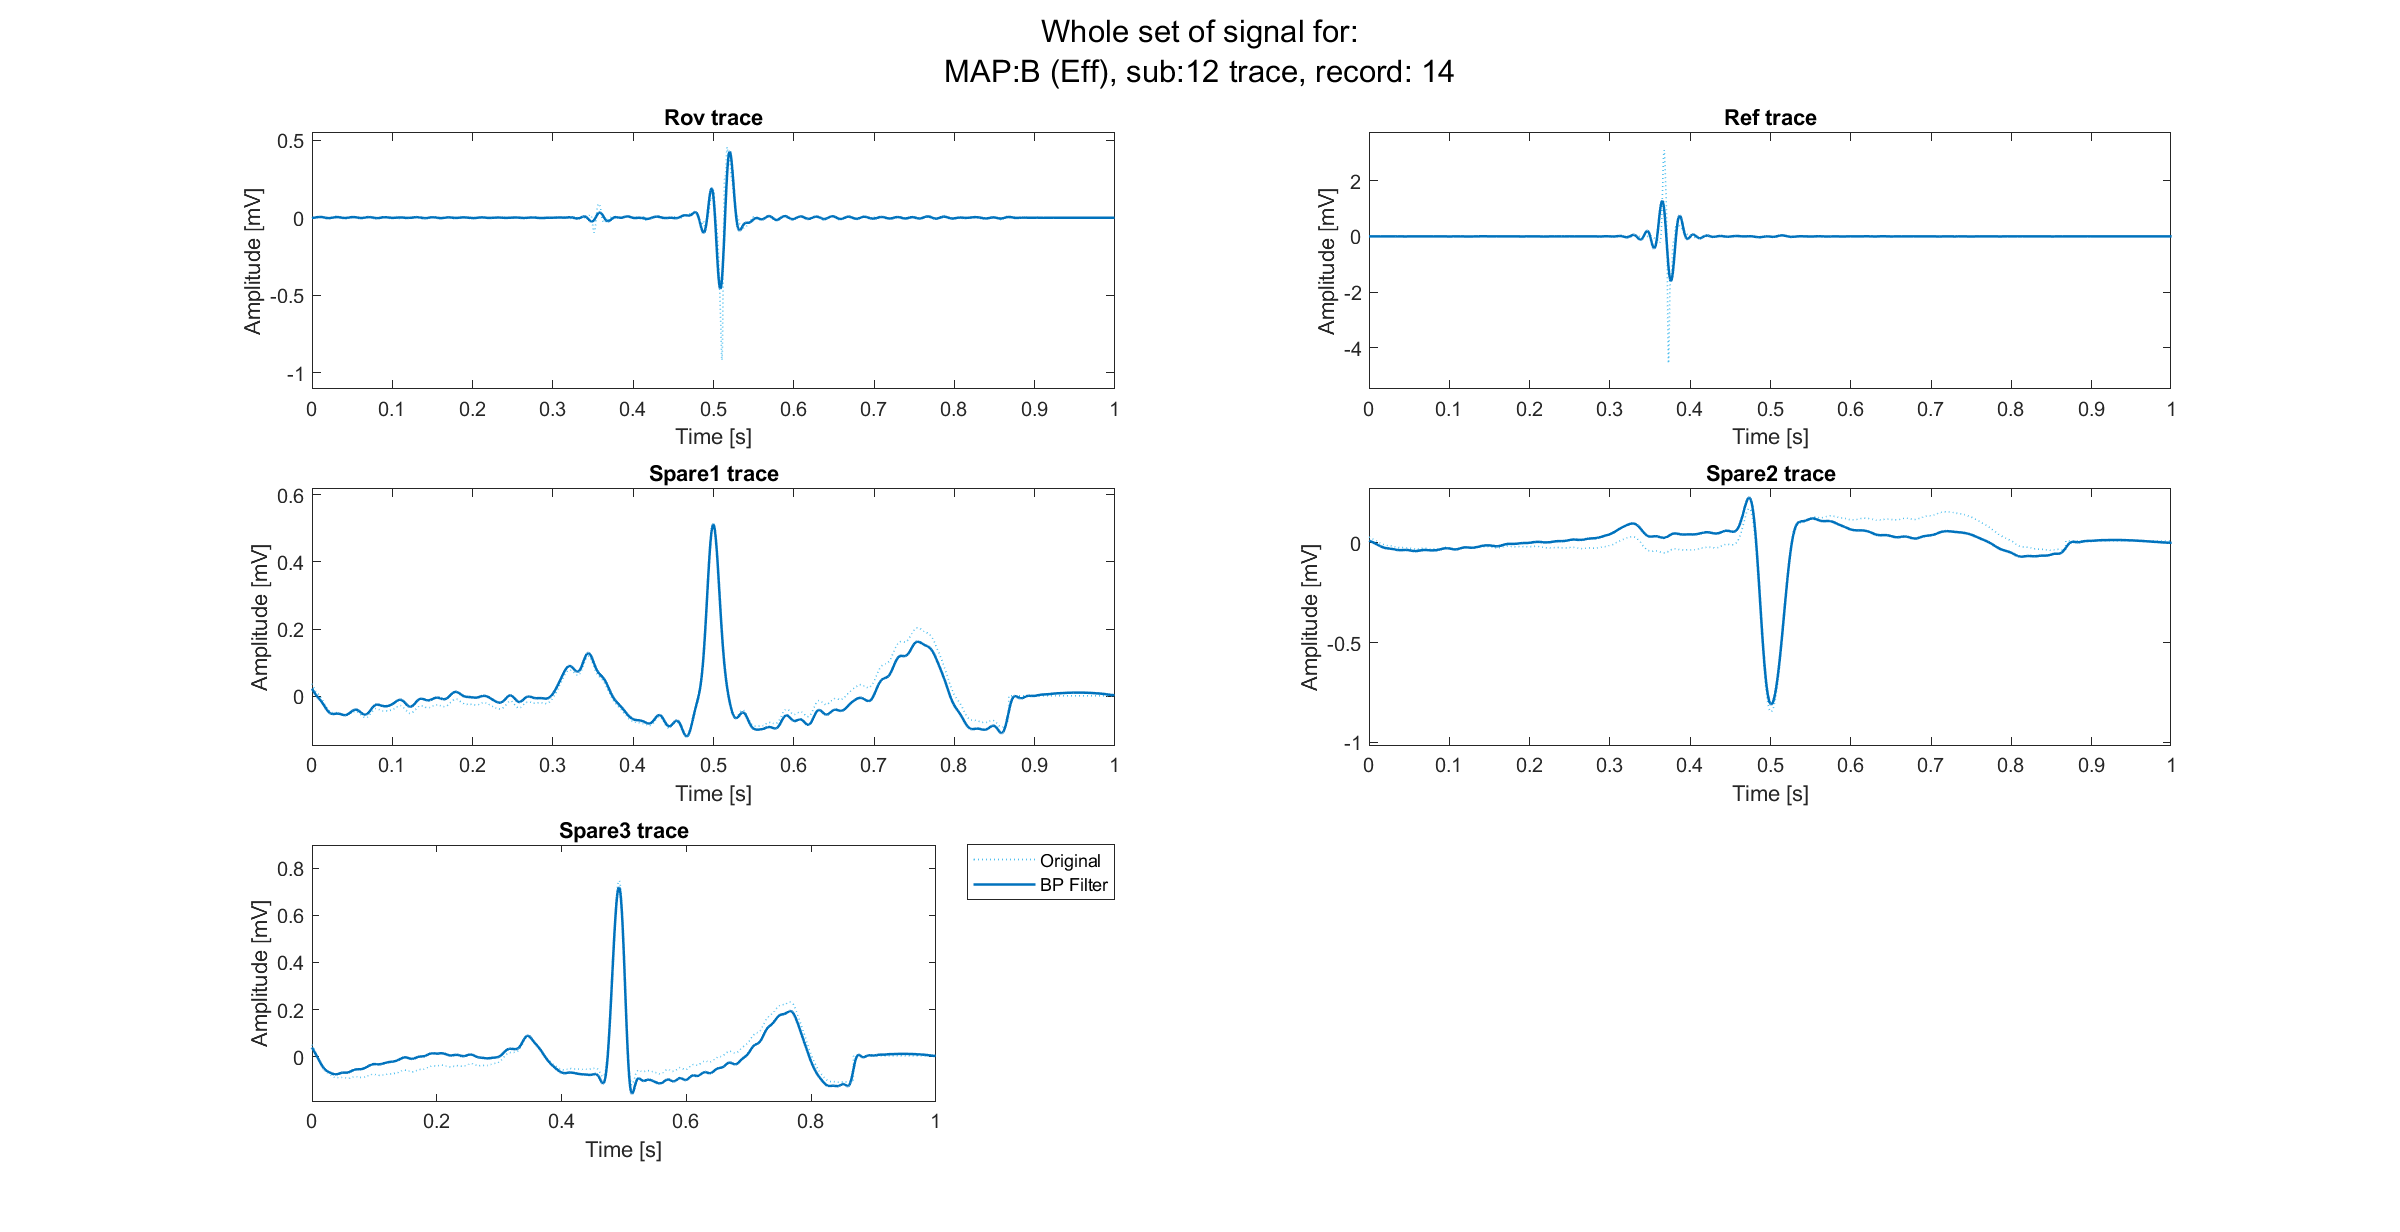 Whole set of signal for:
MAP:B (Eff), sub:12 trace, record: 14
Rov trace
Amplitude [mV]
0.5
0
-0.5
-1
0 0.1 0.2 0.3 0.4 0.5 0.6 0.7 0.8 0.9 1
Time [s]
Ref trace
Amplitude [mV]
2
0
-2
-4
0 0.1 0.2 0.3 0.4 0.5 0.6 0.7 0.8 0.9 1
Time [s]
Spare1 trace
Amplitude [mV]
0.6
0.4
0.2
0
0 0.1 0.2 0.3 0.4 0.5 0.6 0.7 0.8 0.9 1
Time [s]
Spare2 trace
Amplitude [mV]
0
-0.5
-1
0 0.1 0.2 0.3 0.4 0.5 0.6 0.7 0.8 0.9 1
Time [s]
Spare3 trace
Amplitude [mV]
0.8
0.6
0.4
0.2
0
0 0.2 0.4 0.6 0.8 1
Time [s]
Original
BP Filter